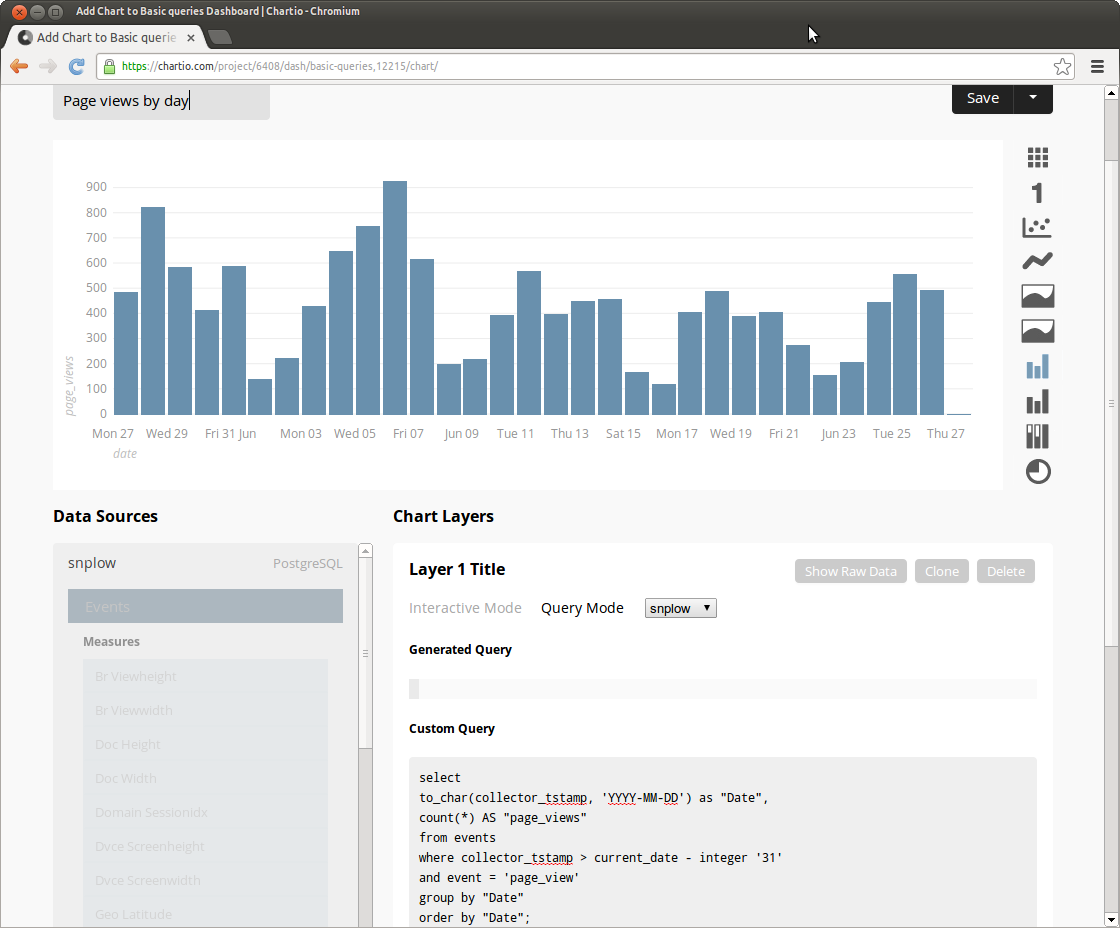 Add Chart to Basic queries Dashboard | Chartio - Chromium
Add Chart to Basic querie
https://chartio.com/project/6408/dash/basic-queries,12215/chart/
Page views by day
Save
900
800
700
600
500
400
300
200
100
0
page_views
Mon 27 Wed 29 Fri 31 Jun Mon 03 Wed 05 Fri 07 Jun 09 Tue 11 Thu 13 Sat 15 Mon 17 Wed 19 Fri 21 Jun 23 Tue 25 Thu 27
date
1
Data Sources
snplow PostgreSQL
Events
Measures
Br Viewheight
Br Viewwidth
Doc Height
Doc Width
Domain Sessionidx
Dvce Screenheight
Dvce Screenwidth
Geo Latitude
Chart Layers
Layer 1 Title
Show Raw Data Clone Delete
Interactive Mode Query Mode snplow
Generated Query
Custom Query
select
to_char(collector_tstamp, 'YYYY-MM-DD') as "Date",
count(*) AS "page_views"
from events
where collector_tstamp > current_date - integer '31'
and event = 'page_view'
group by "Date"
order by "Date";